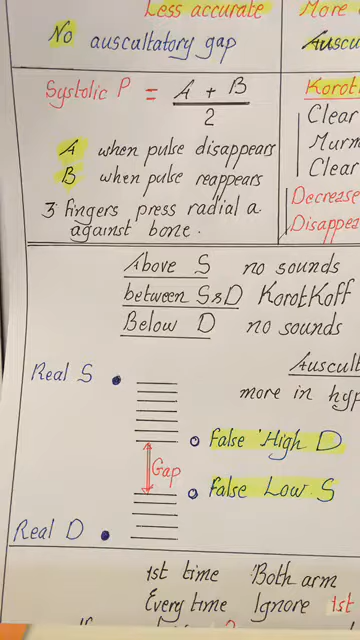 Less accurate
No auscultatory gap
Systolic P = A + B
2
A when pulse disappears
B when pulse reappears
3 fingers press radial a.
against bone.
More
Auscu
Korot
Clear
Murm
Clear
Decrease
Disappea
Above S no sounds
between S&D Korotkoff
Below D no sounds
Auscult
more in hyp
Real S
False High D
Gap
False Low S
Real D
1st time Both arm
Every time Ignore 1st